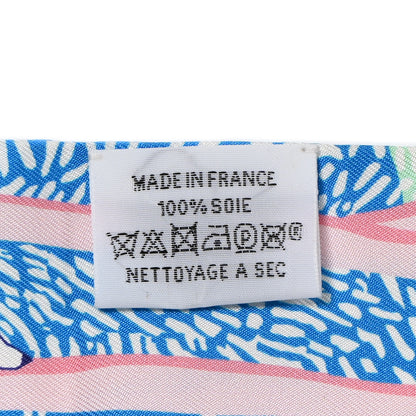 MADE IN FRANCE
100% SOIE
P
NETTOYAGE A SEC